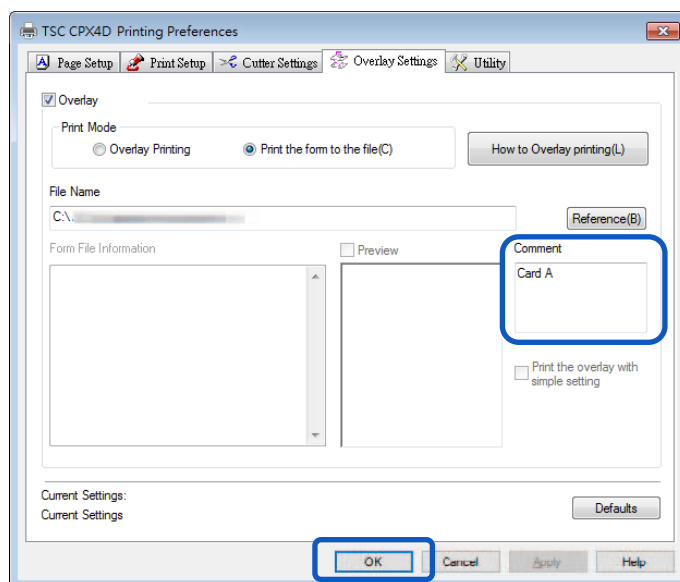 TSC CPX4D Printing Preferences
Page Setup Print Setup Cutter Settings Overlay Settings Utility
Overlay
Print Mode
Overlay Printing Print the form to the file(C) How to Overlay printing(L)
File Name
C:\.
Reference(B)
Form File Information Preview Comment
Card A
Print the overlay with
simple setting
Current Settings:
Current Settings
Defaults
OK Cancel Apply Help